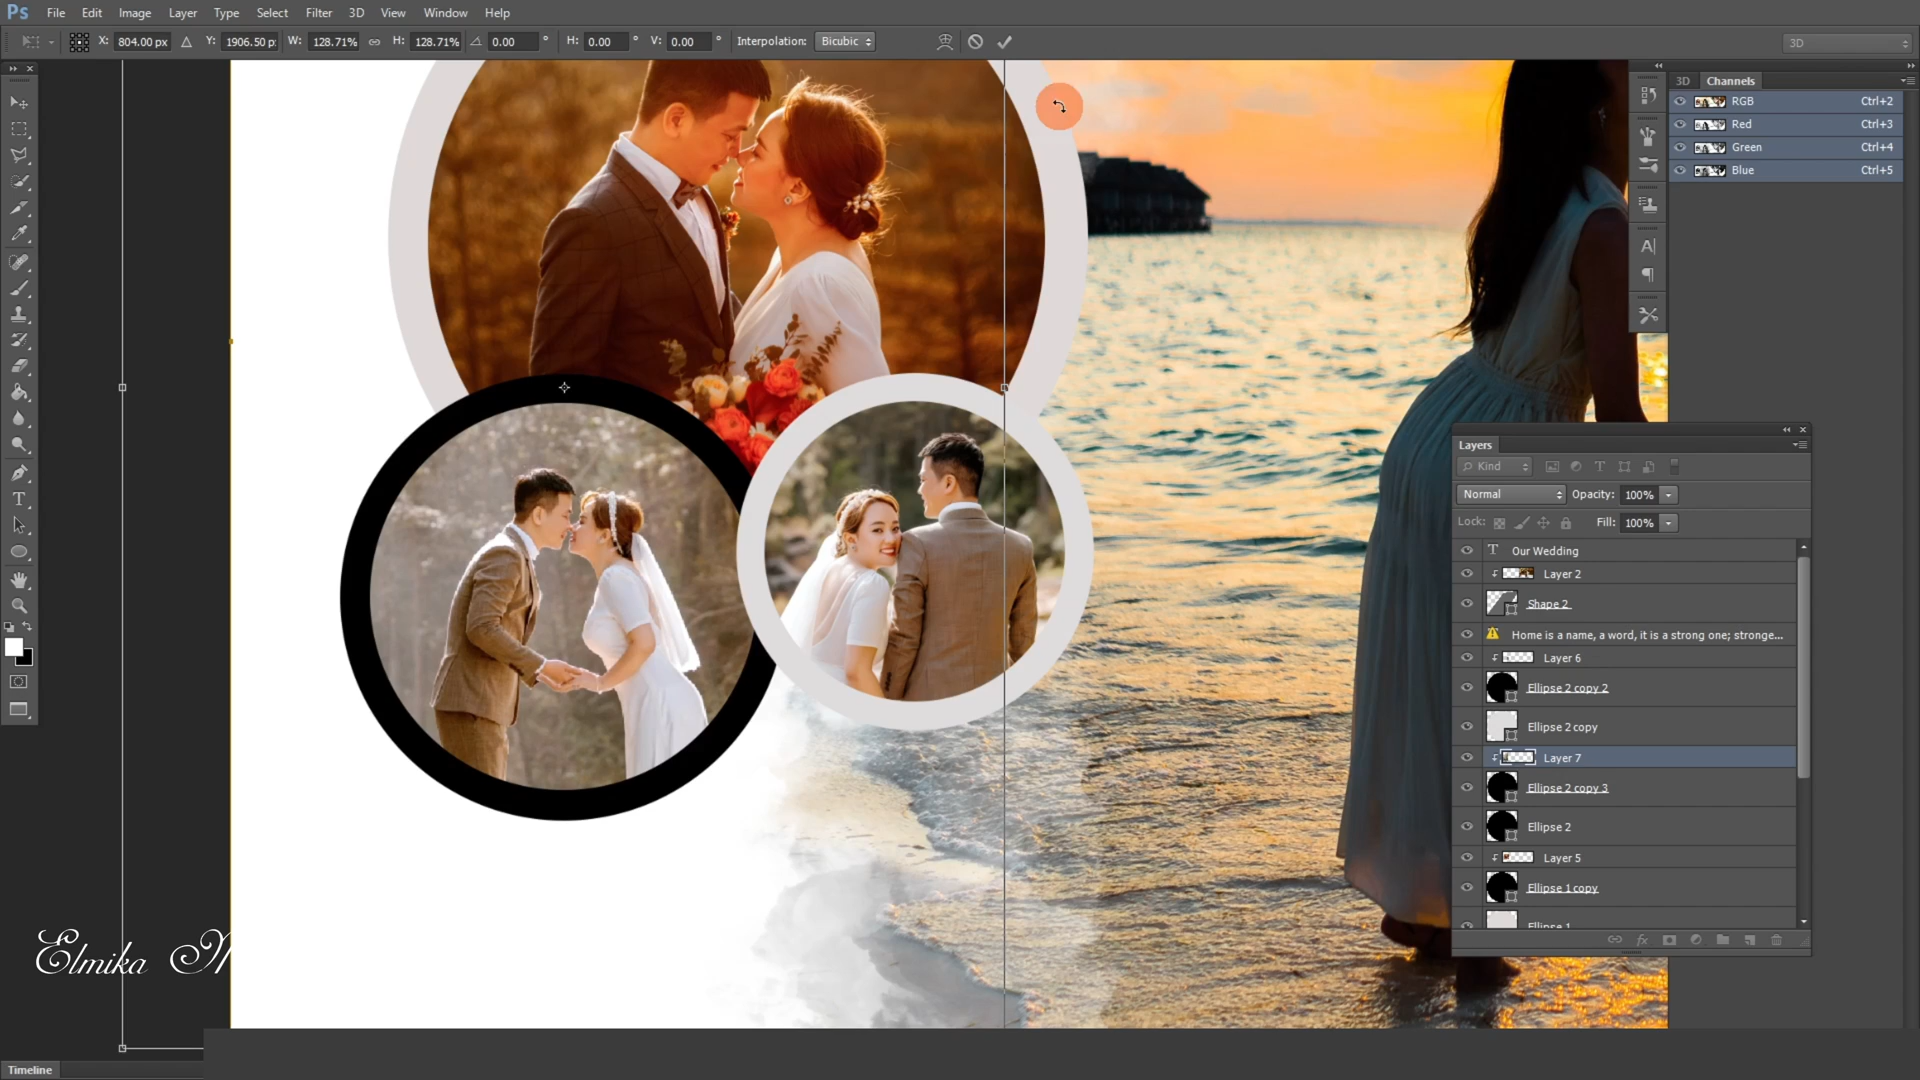 Ps File Edit Image Layer Type Select Filter 3D View Window Help
X: 804.00 px Y: 1906.50 p: W: 128.71% H: 128.71% 0.00 ° H: 0.00 ° V: 0.00 ° Interpolation: Bicubic 3D
3D Channels
RGB Ctrl+2
Red Ctrl+3
Green Ctrl+4
Blue Ctrl+5
Layers
Kind
Normal Opacity: 100%
Lock: Fill: 100%
Our Wedding
Layer 2
Shape 2
Home is a name, a word, it is a strong one; stronge...
Layer 6
Ellipse 2 copy 2
Ellipse 2 copy
Layer 7
Ellipse 2 copy 3
Ellipse 2
Layer 5
Ellipse 1 copy
Ellipse 1
Elmika
Timeline